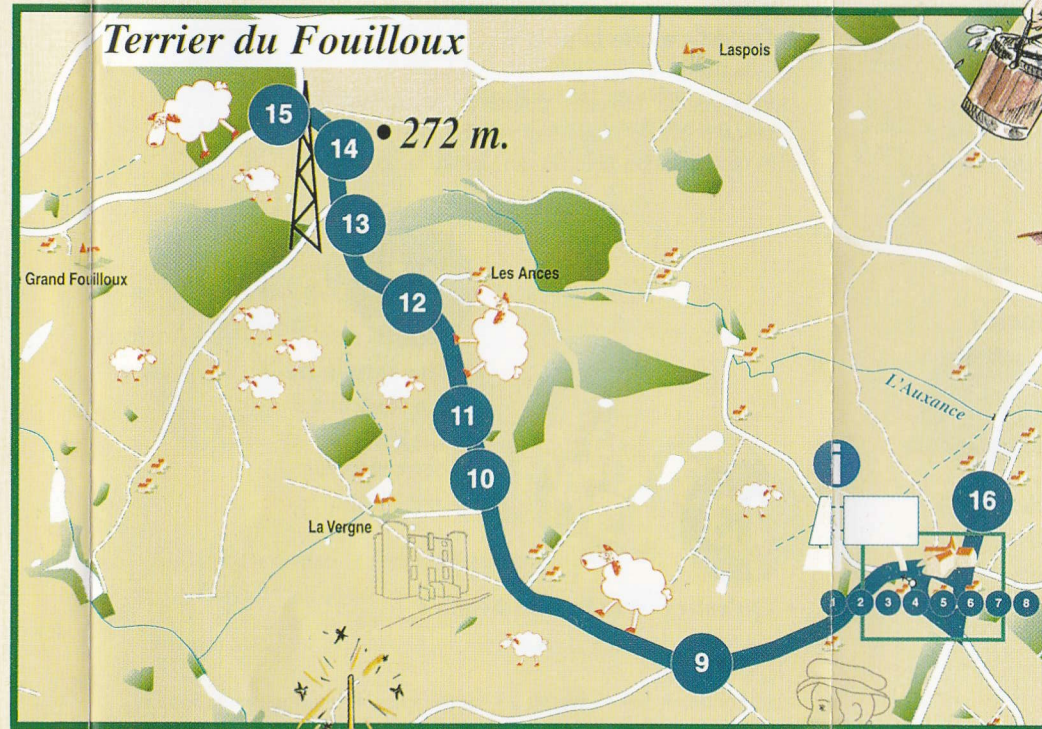 Terrier du Fouilloux
Laspois
15
14
• 272 m.
13
Grand Fouilloux
Les Ances
12
L'Auxance
11
i
10
16
La Vergne
1 2 3 4 5 6 7 8
9